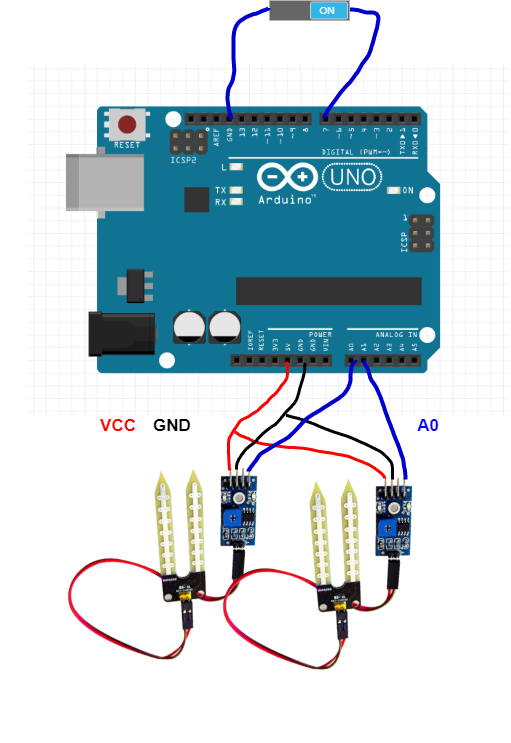 ON
RESET
ICSP2
AREF
GND
13
12
~11
~10
~9
8
7
~6
~5
4
~3
2
TXD▶1
RXD◀0
DIGITAL (PWM=~)
L
TX
RX
Arduino™
UNO
ON
1
ICSP
POWER
ANALOG IN
IOREF
RESET
3V3
5V
GND
GND
VIN
A0
A1
A2
A3
A4
A5
VCC GND A0